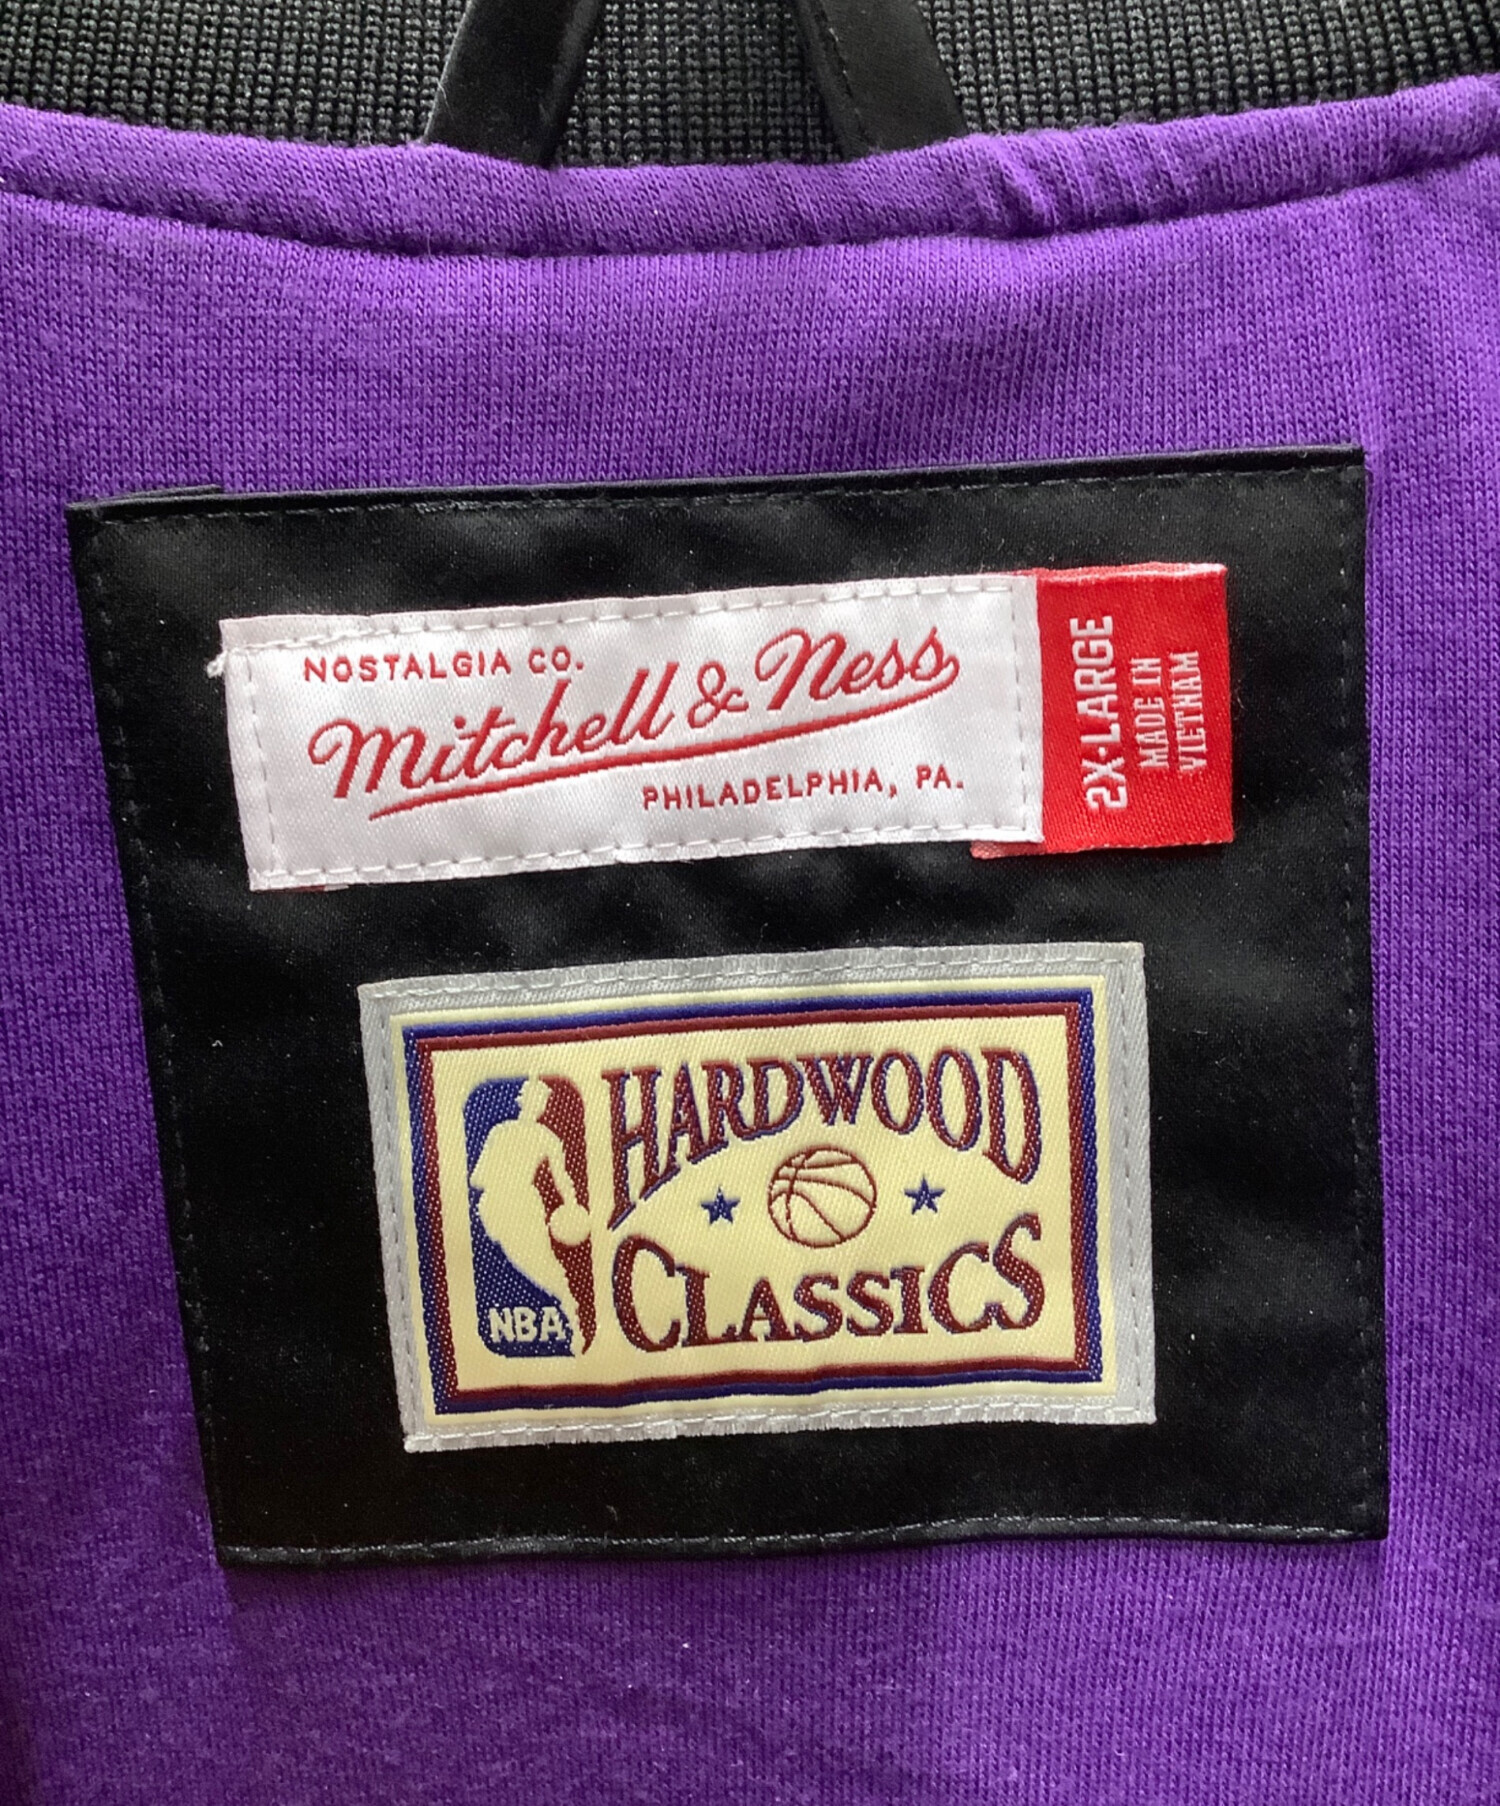 NOSTALGIA CO.
Mitchell & Ness
PHILADELPHIA, PA.
2X-LARGE
MADE IN
VIETNAM
HARDWOOD
CLASSICS
NBA